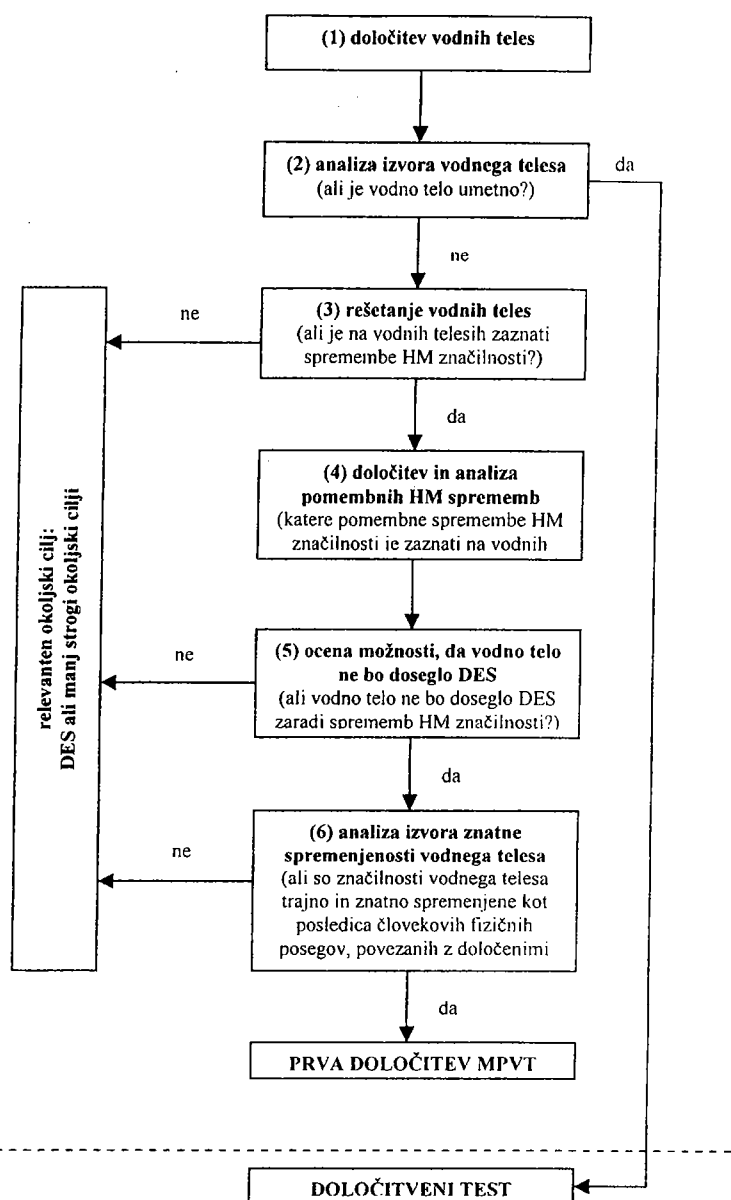 (1) določitev vodnih teles
(2) analiza izvora vodnega telesa
(ali je vodno telo umetno?)
da
ne
(3) rešetanje vodnih teles
(ali je na vodnih telesih zaznati
spremembe HM značilnosti?)
ne
da
(4) določitev in analiza
pomembnih HM sprememb
(katere pomembne spremembe HM
značilnosti je zaznati na vodnih
(5) ocena možnosti, da vodno telo
ne bo doseglo DES
(ali vodno telo ne bo doseglo DES
zaradi sprememb HM značilnosti?)
ne
da
(6) analiza izvora znatne
spremenjenosti vodnega telesa
(ali so značilnosti vodnega telesa
trajno in znatno spremenjene kot
posledica človekovih fizičnih
posegov, povezanih z določenimi
ne
da
relevanten okoljski cilj:
DES ali manj strogi okoljski cilji
PRVA DOLOČITEV MPVT
DOLOČITVENI TEST